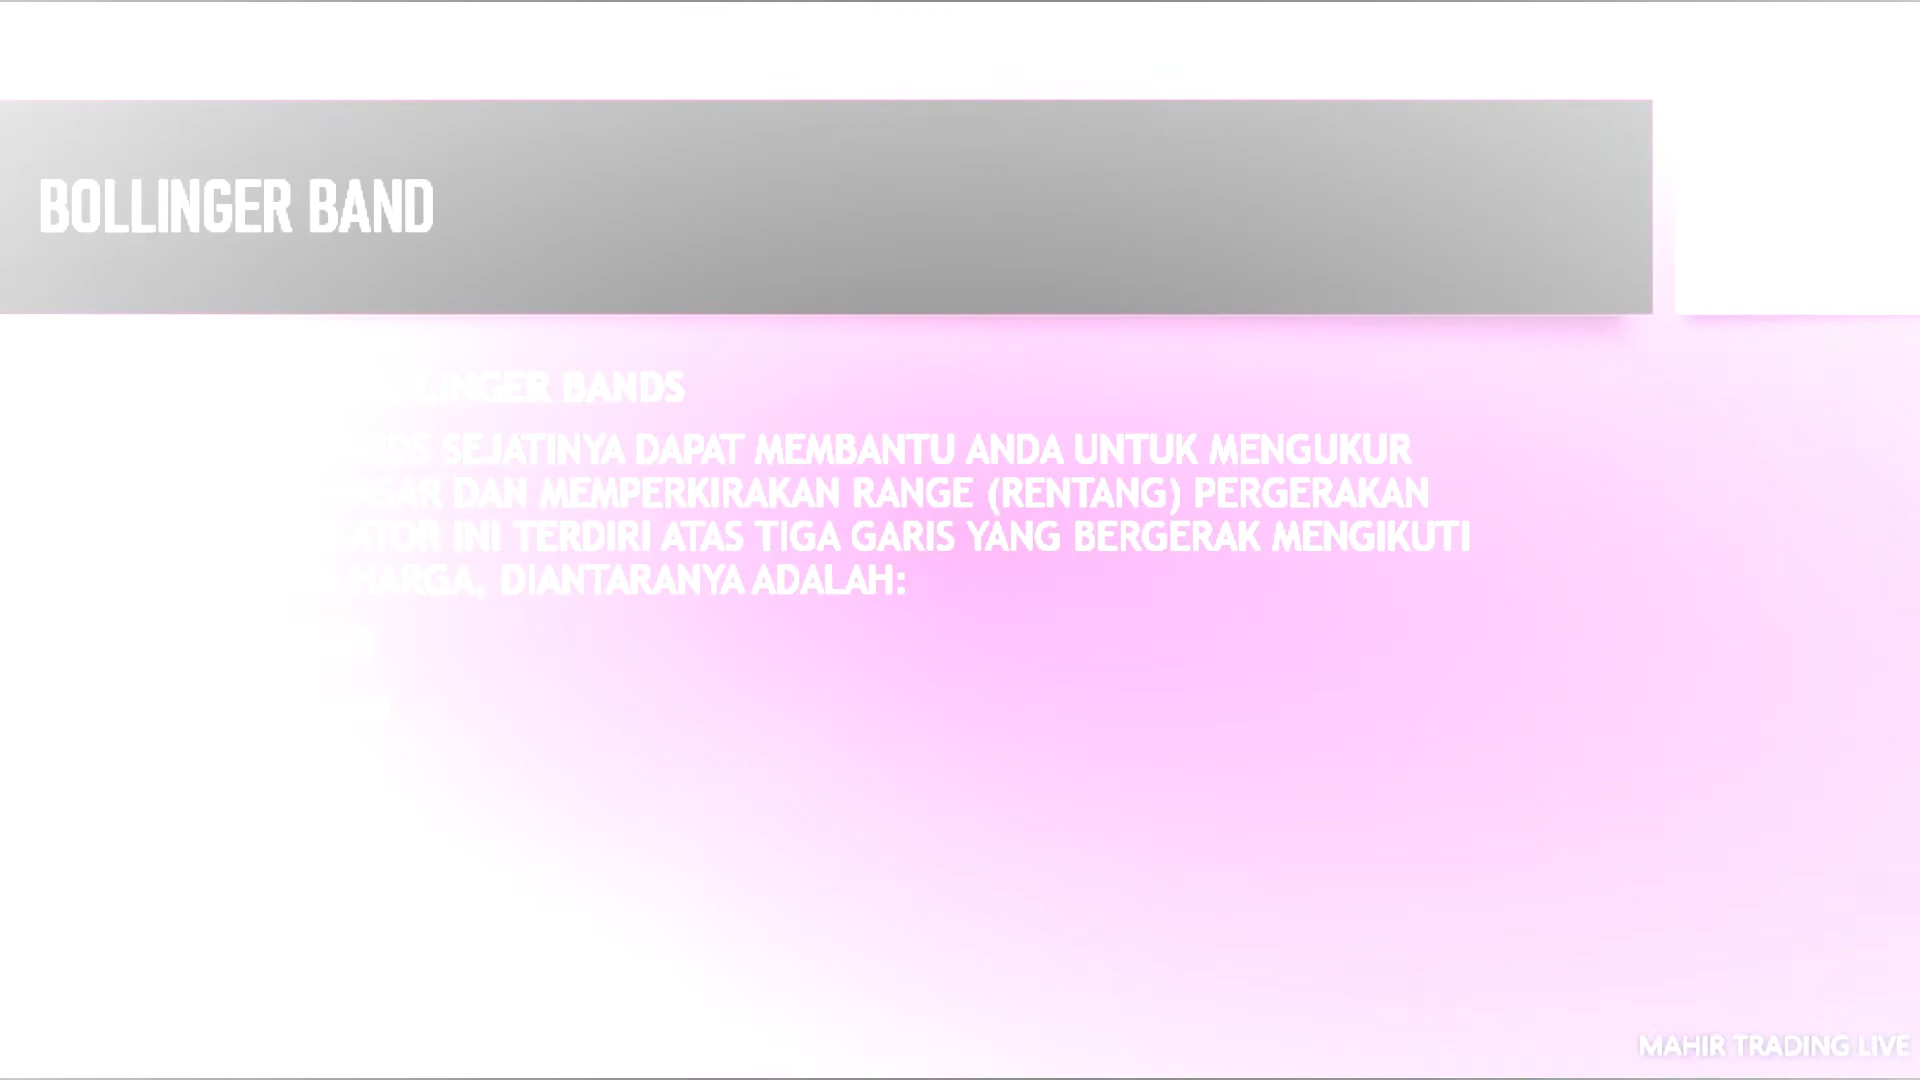 BOLLINGER BAND
BANDS
SEJATINYA DAPAT MEMBANTU ANDA UNTUK MENGUKUR
DAN MEMPERKIRAKAN RANGE (RENTANG) PERGERAKAN
INI TERDIRI ATAS TIGA GARIS YANG BERGERAK MENGIKUTI
HARGA, DIANTARANYA ADALAH:
MAHIR TRADING LIVE